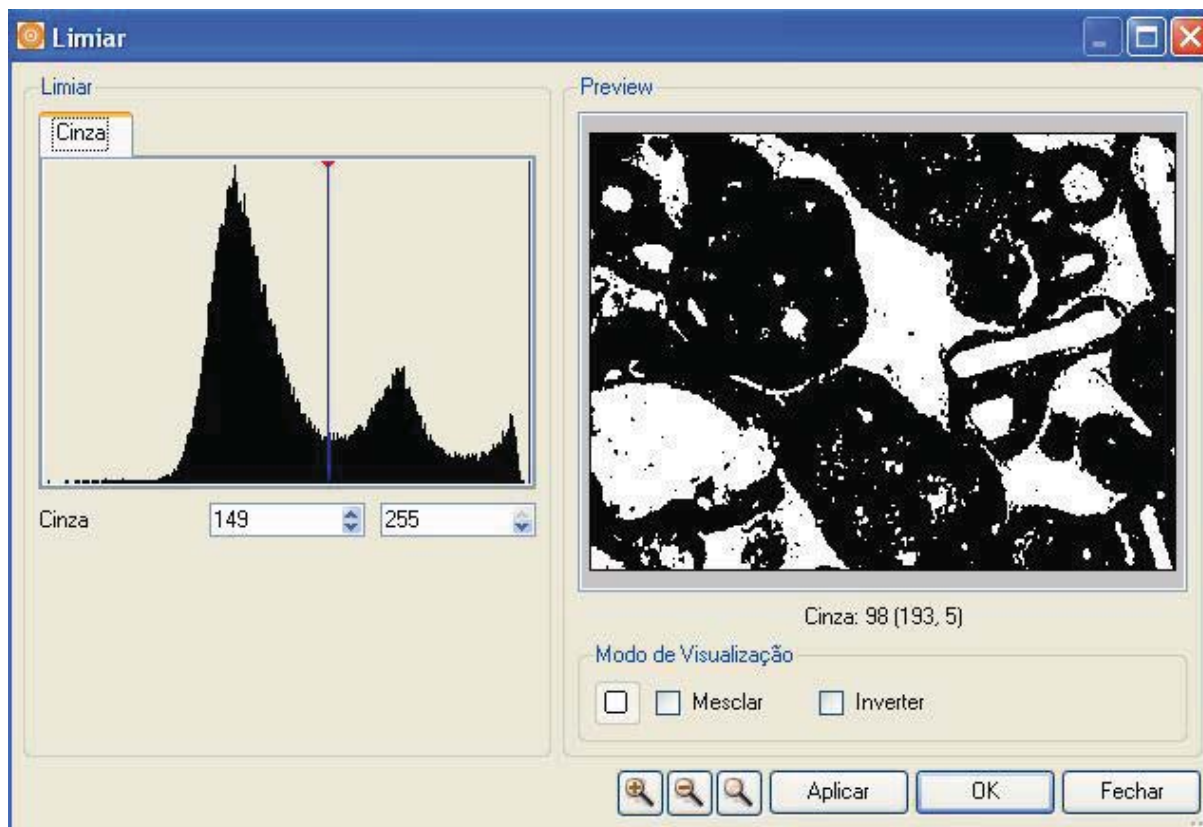 Limiar
Limiar
Cinza
Cinza 149 255
Preview
Cinza: 98 (193, 5)
Modo de Visualização
Mesclar Inverter
Aplicar OK Fechar